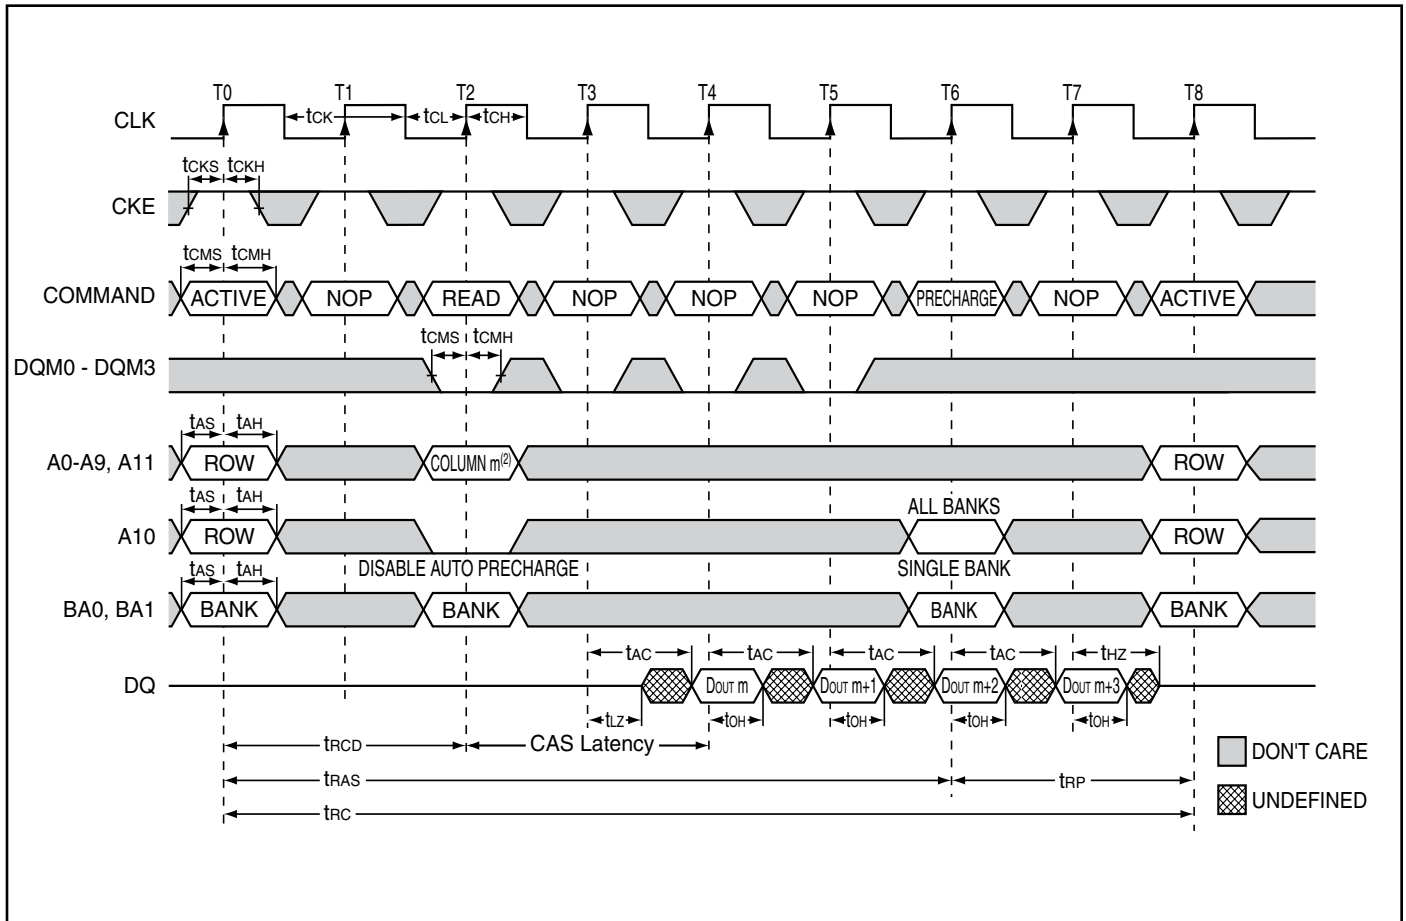 T0 T1 T2 T3 T4 T5 T6 T7 T8
CLK tCK tCL tCH
tCKS tCKH
CKE
tCMS tCMH
COMMAND ACTIVE NOP READ NOP NOP NOP PRECHARGE NOP ACTIVE
tCMS tCMH
DQM0 - DQM3
tAS tAH
A0-A9, A11 ROW COLUMN m(2) ROW
tAS tAH ALL BANKS
A10 ROW ROW
DISABLE AUTO PRECHARGE SINGLE BANK
tAS tAH
BA0, BA1 BANK BANK BANK BANK
tAC tAC tAC tAC tHZ
DQ DOUT m DOUT m+1 DOUT m+2 DOUT m+3
tLZ tOH tOH tOH tOH
tRCD CAS Latency
DON'T CARE
tRAS tRP
UNDEFINED
tRC